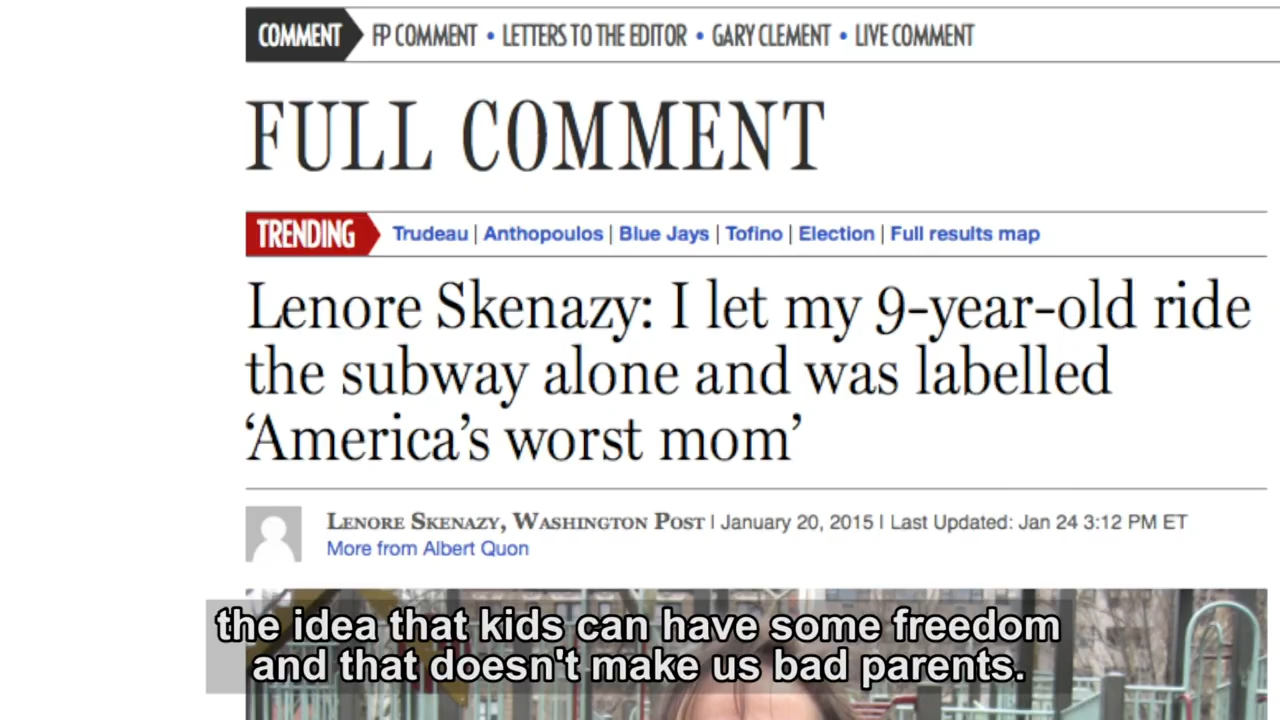 COMMENT FP COMMENT • LETTERS TO THE EDITOR • GARY CLEMENT • LIVE COMMENT
FULL COMMENT
TRENDING Trudeau | Anthopoulos | Blue Jays | Tofino | Election | Full results map
Lenore Skenazy: I let my 9-year-old ride
the subway alone and was labelled
‘America’s worst mom’
LENORE SKENAZY, WASHINGTON POST | January 20, 2015 | Last Updated: Jan 24 3:12 PM ET
More from Albert Quon
the idea that kids can have some freedom
and that doesn't make us bad parents.